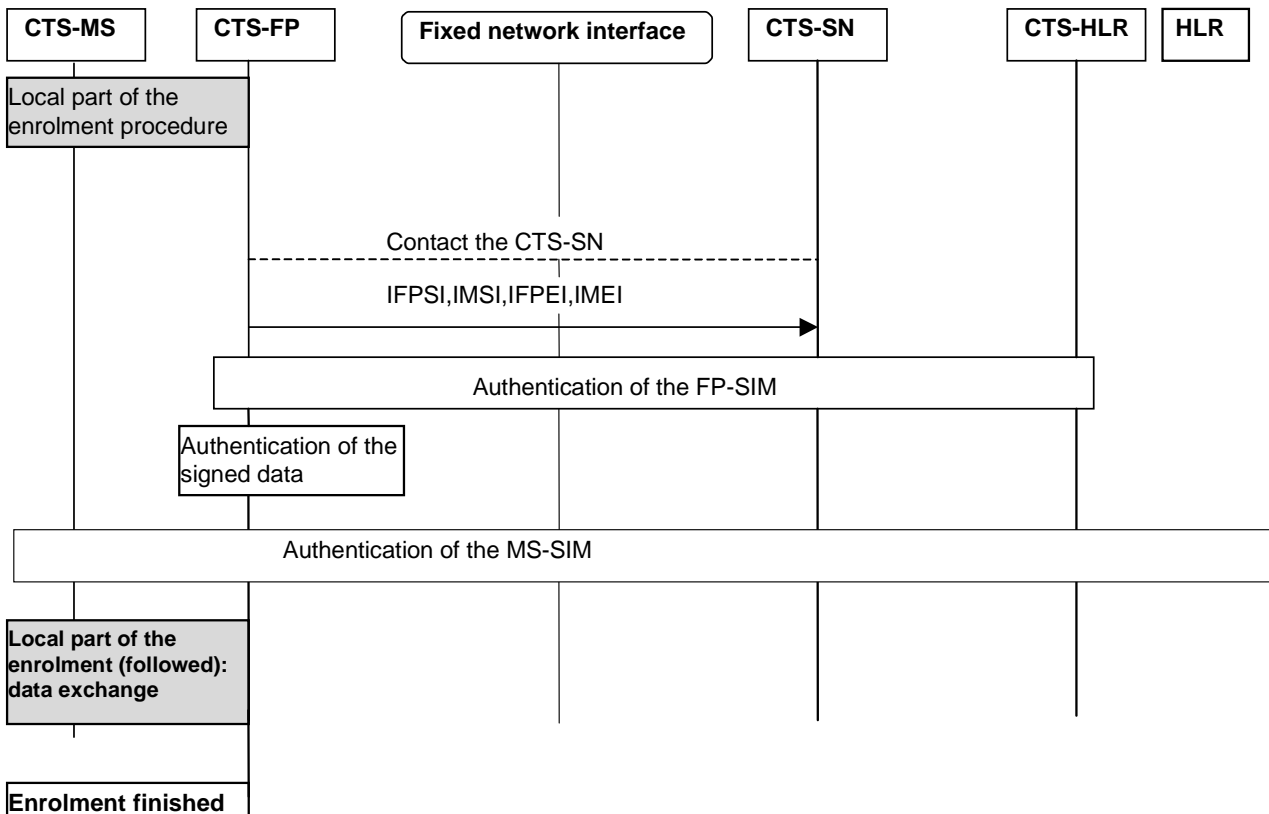 CTS-MS
CTS-FP
Fixed network interface
CTS-SN
CTS-HLR
HLR
Local part of the
enrolment procedure
Contact the CTS-SN
IFPSI,IMSI,IFPEI,IMEI
Authentication of the FP-SIM
Authentication of the
signed data
Authentication of the MS-SIM
Local part of the
enrolment (followed):
data exchange
Enrolment finished